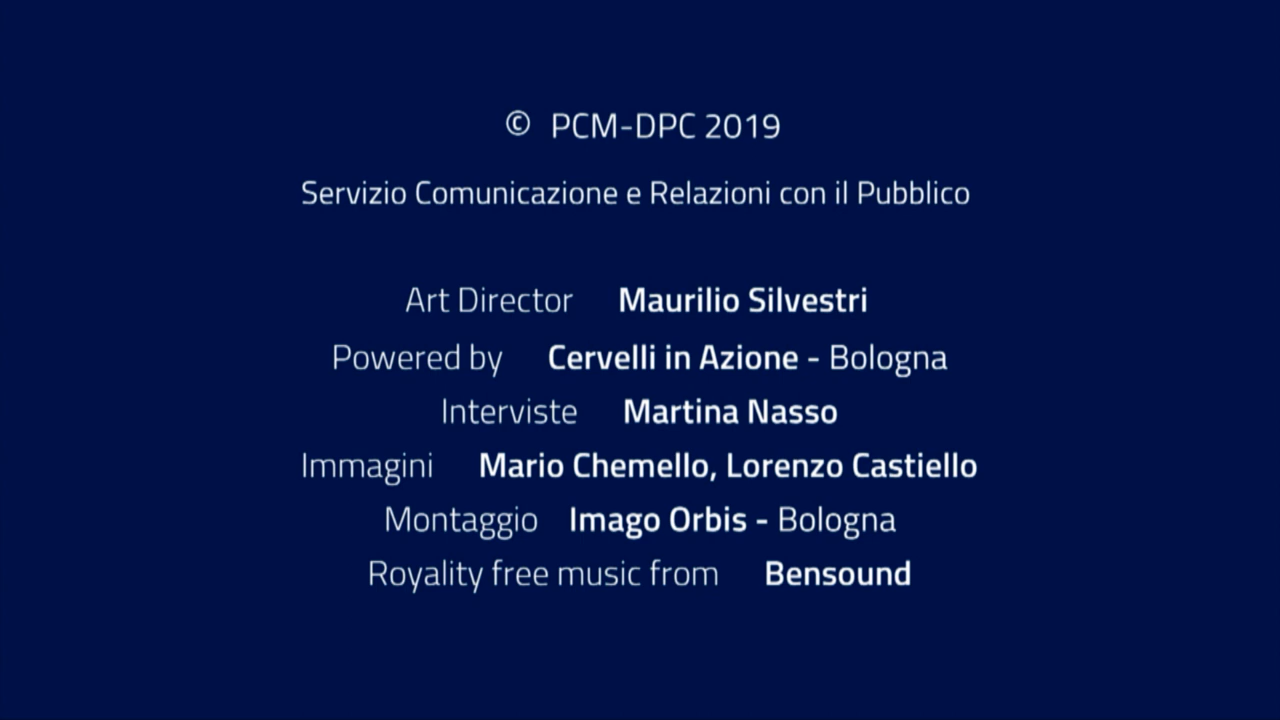 © PCM-DPC 2019
Servizio Comunicazione e Relazioni con il Pubblico
Art Director Maurilio Silvestri
Powered by Cervelli in Azione - Bologna
Interviste Martina Nasso
Immagini Mario Chemello, Lorenzo Castiello
Montaggio Imago Orbis - Bologna
Royality free music from Bensound